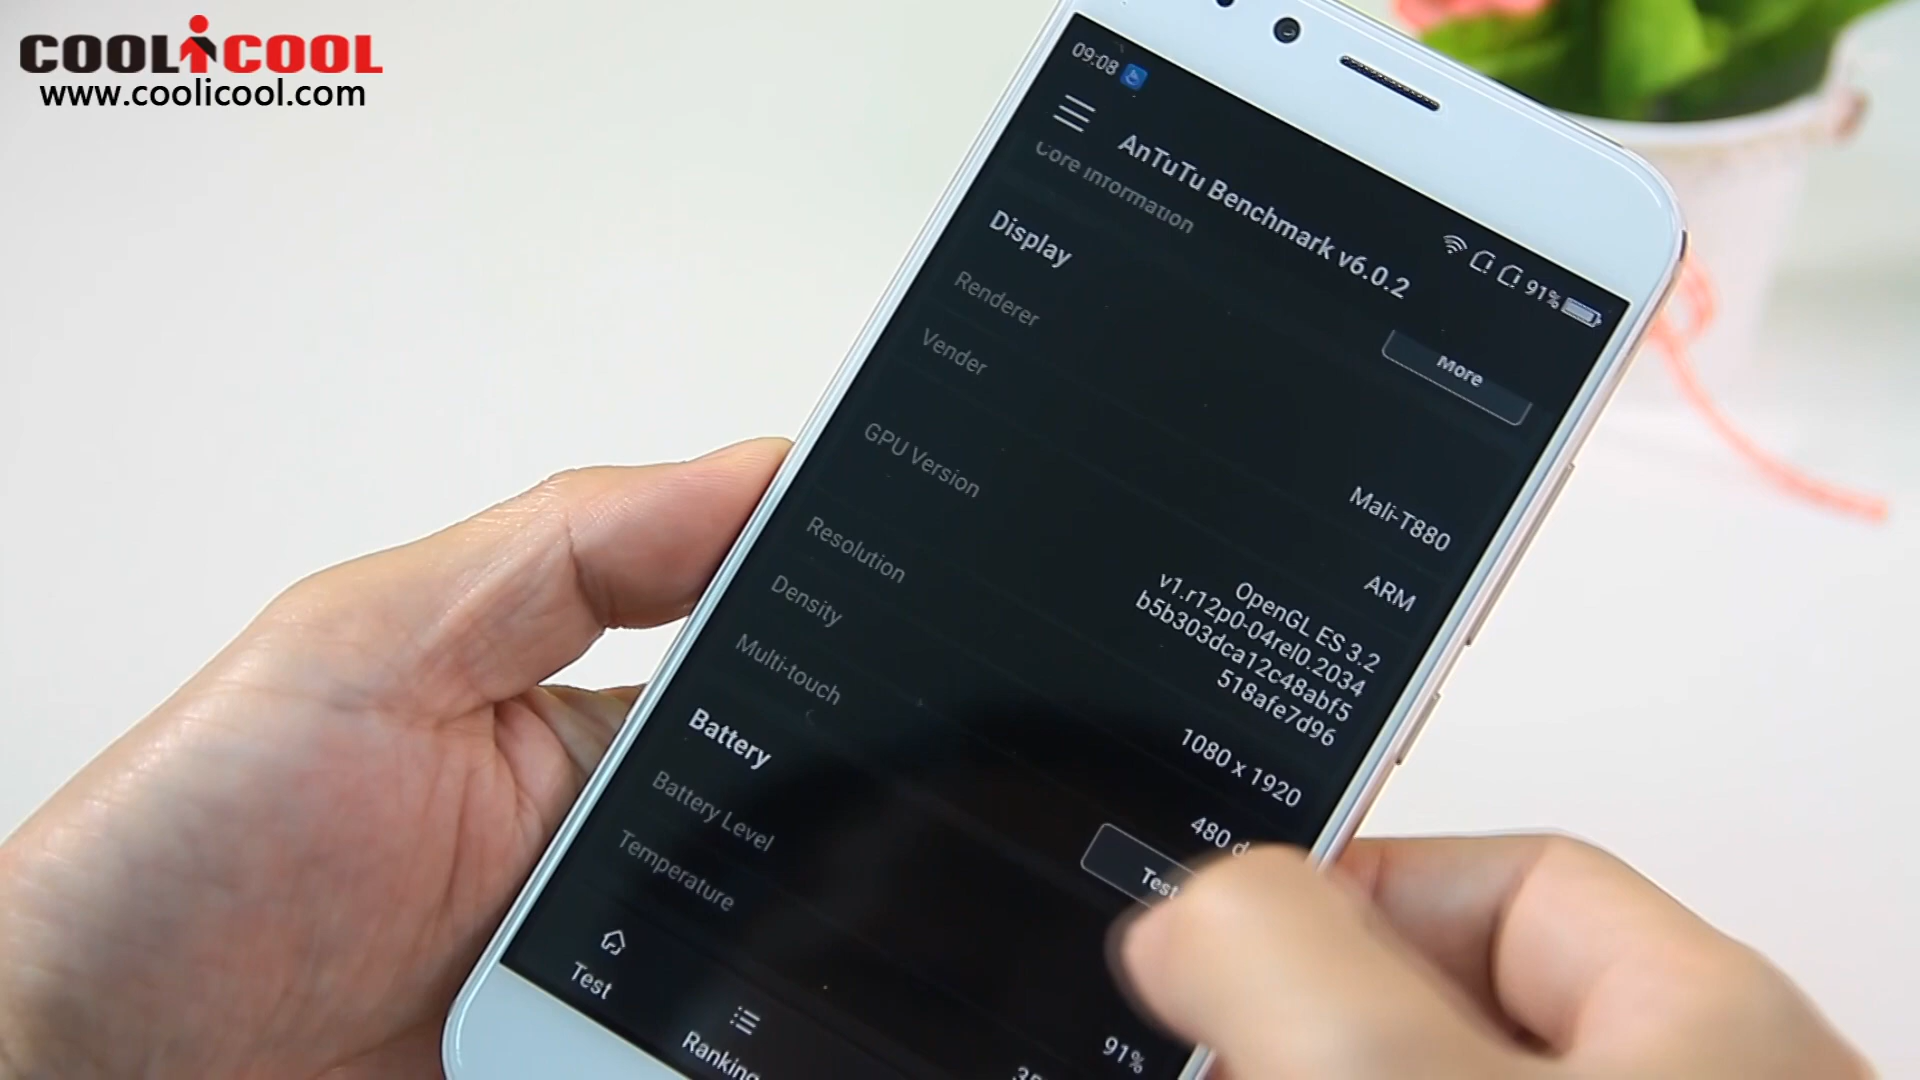 COOLiCOOL
www.coolicool.com
09:08
91%
AnTuTu Benchmark v6.0.2
Core Information
More
Display
Renderer
Mali-T880
Vender
ARM
GPU Version
OpenGL ES 3.2
v1.r12p0-04rel0.2034
b5b303dca12c48abf5
518afe7d96
Resolution
1080 x 1920
Density
480
Multi-touch
Test
Battery
Battery Level
91%
Temperature
Test
Ranking